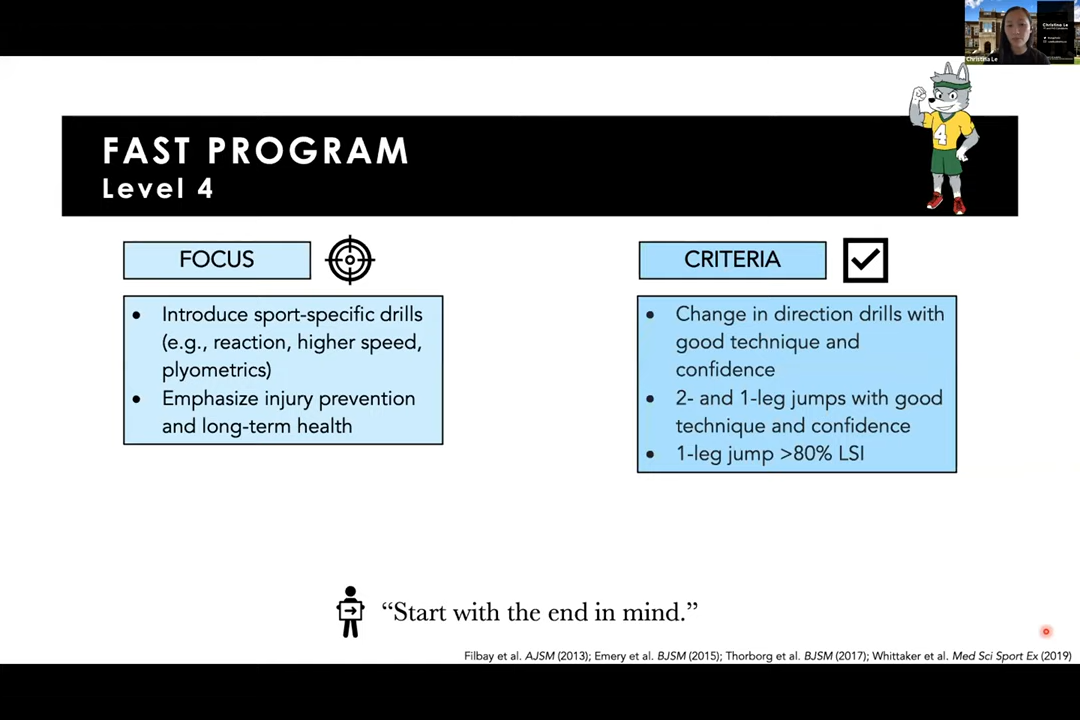 Christina Le
Christina Le
FAST PROGRAM
Level 4
4
FOCUS
• Introduce sport-specific drills
(e.g., reaction, higher speed,
plyometrics)
• Emphasize injury prevention
and long-term health
CRITERIA
• Change in direction drills with
good technique and
confidence
• 2- and 1-leg jumps with good
technique and confidence
• 1-leg jump >80% LSI
“Start with the end in mind.”
Filbay et al. AJSM (2013); Emery et al. BJSM (2015); Thorborg et al. BJSM (2017); Whittaker et al. Med Sci Sport Ex (2019)